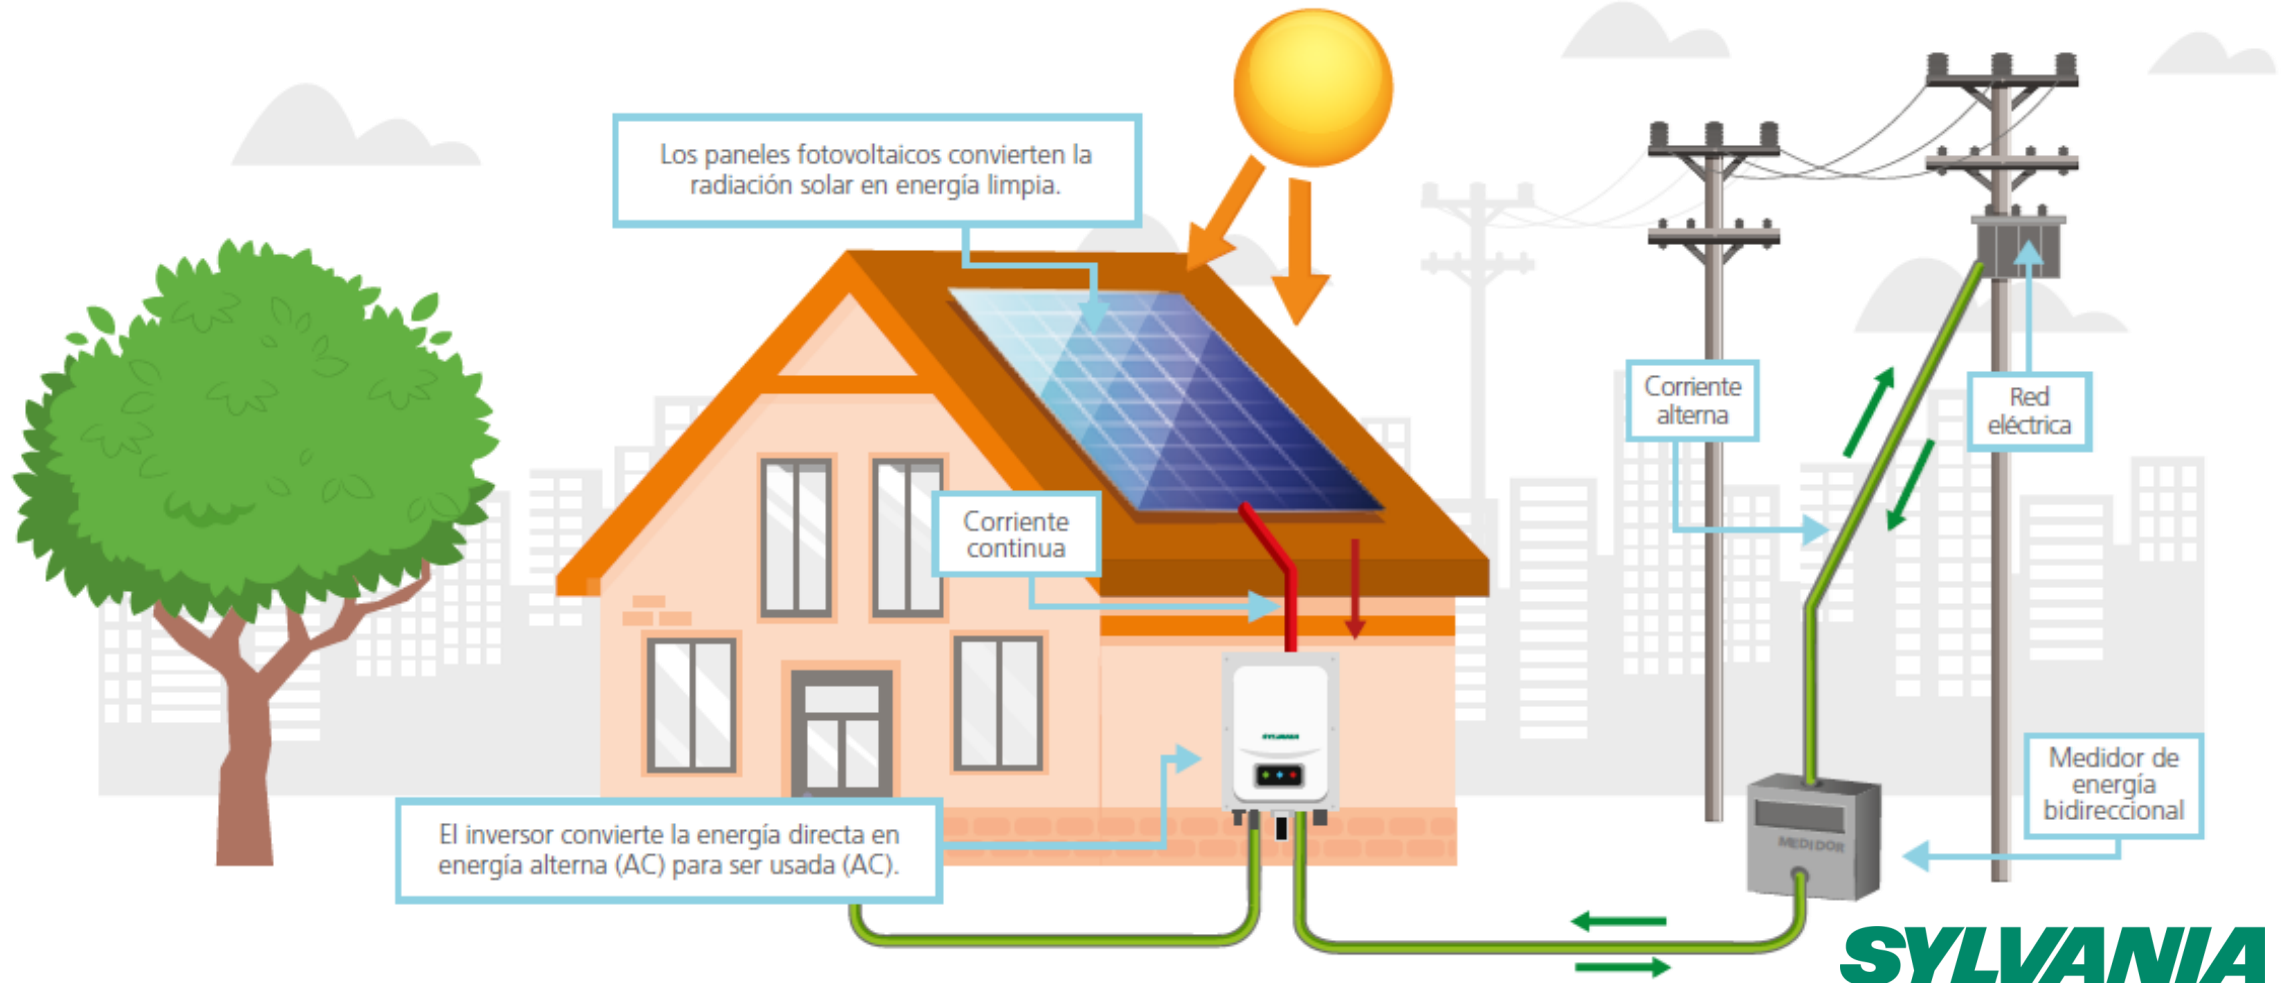 Los paneles fotovoltaicos convierten la
radiación solar en energía limpia.
Corriente
alterna
Red
eléctrica
Corriente
continua
SYLVANIA
Medidor de
energía
bidireccional
El inversor convierte la energía directa en
energía alterna (AC) para ser usada (AC).
MEDIDOR
SYLVANIA